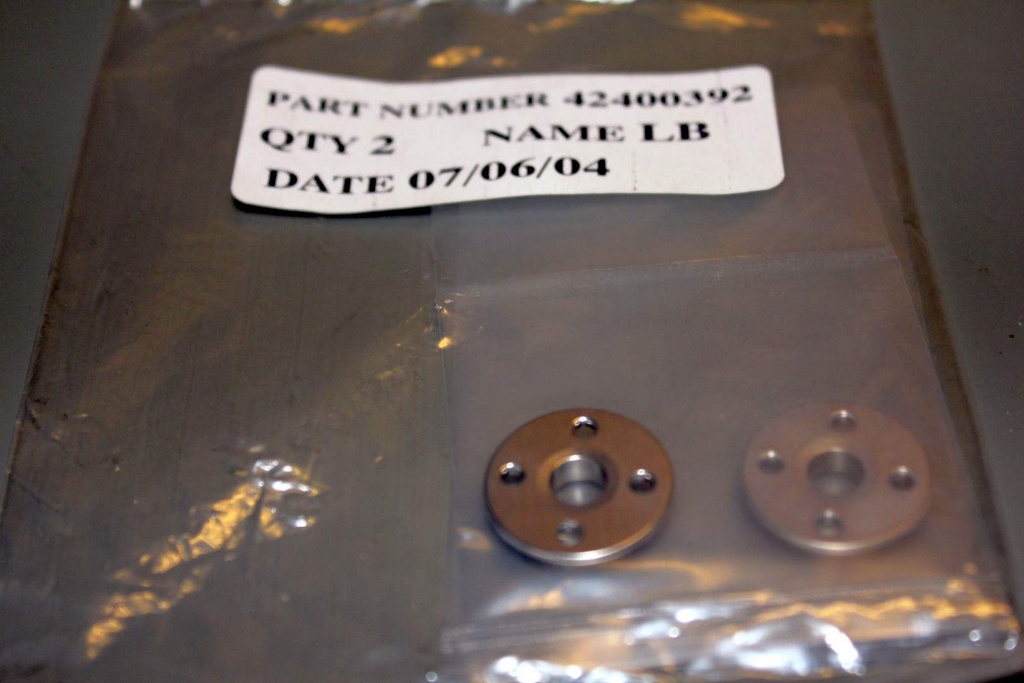 PART NUMBER 42400392
QTY 2 NAME LB
DATE 07/06/04